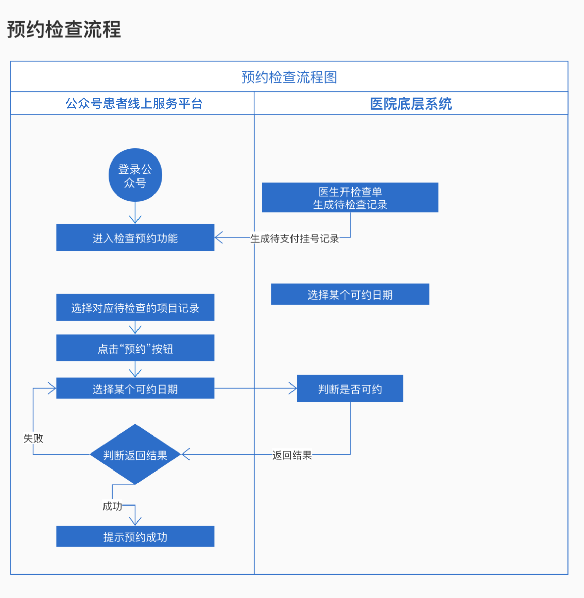 预约检查流程
预约检查流程图
公众号患者线上服务平台
医院底层系统
登录公
众号
医生开检查单
生成待检查记录
进入检查预约功能
生成待支付挂号记录
选择某个可约日期
选择对应待检查的项目记录
点击“预约”按钮
选择某个可约日期
判断是否可约
失败
判断返回结果
返回结果
成功
提示预约成功